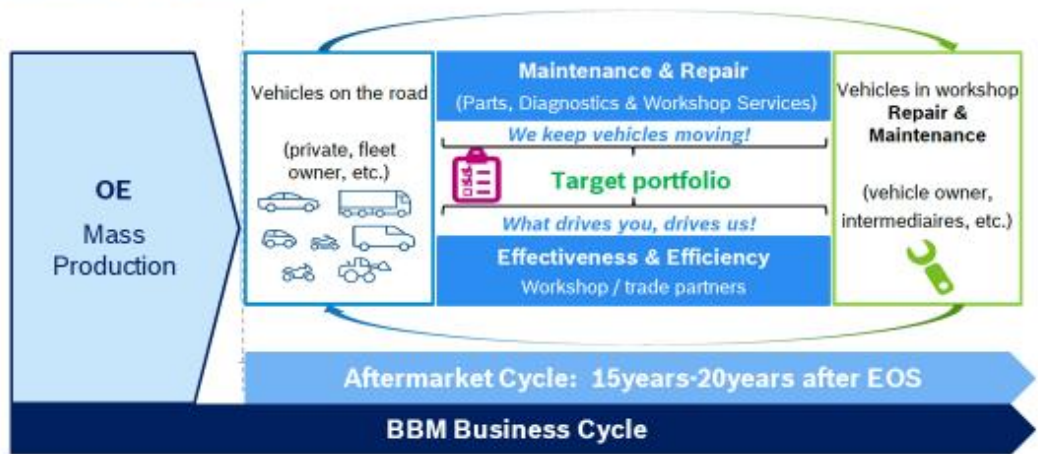 OE
Mass
Production
Vehicles on the road
(private, fleet
owner, etc.)
Maintenance & Repair
(Parts, Diagnostics & Workshop Services)
We keep vehicles moving!
Target portfolio
What drives you, drives us!
Effectiveness & Efficiency
Workshop / trade partners
Vehicles in workshop
Repair &
Maintenance
(vehicle owner,
intermediaires, etc.)
Aftermarket Cycle: 15years-20years after EOS
BBM Business Cycle